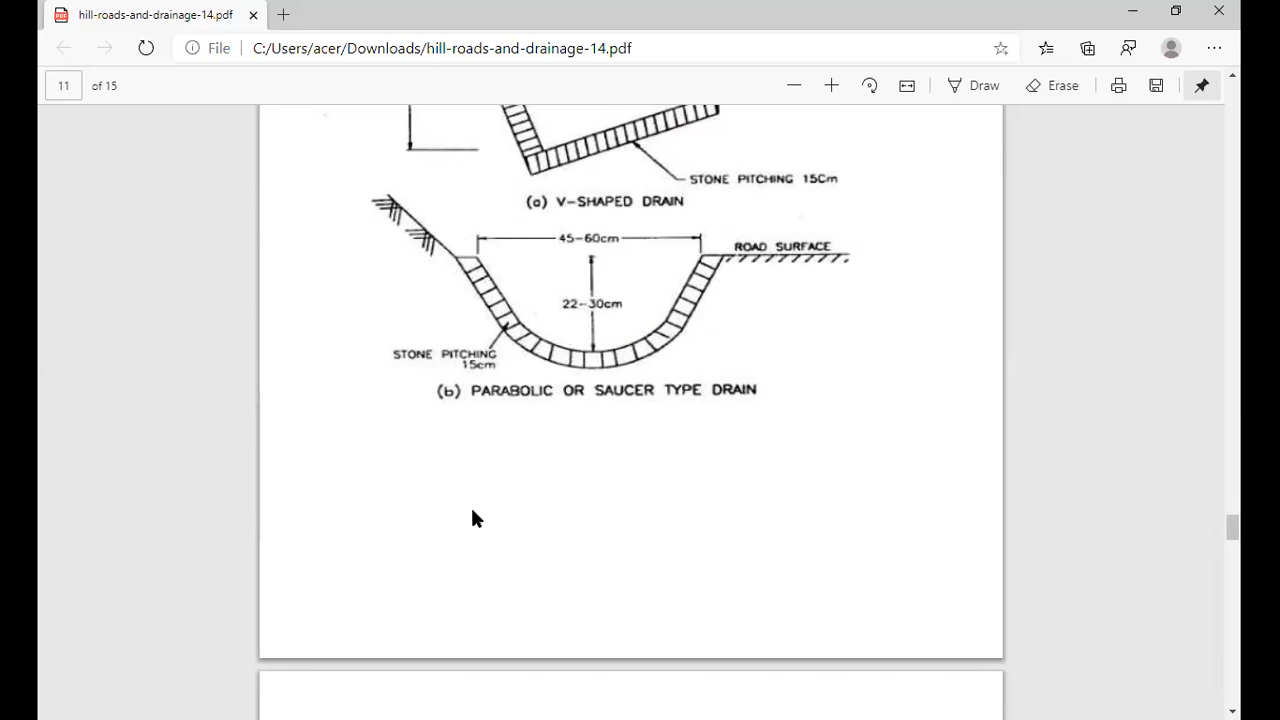 hill-roads-and-drainage-14.pdf
File C:/Users/acer/Downloads/hill-roads-and-drainage-14.pdf
11 of 15 Draw Erase
STONE PITCHING 15Cm
(a) V-SHAPED DRAIN
45-60cm
ROAD SURFACE
22-30cm
STONE PITCHING
15cm
(b) PARABOLIC OR SAUCER TYPE DRAIN